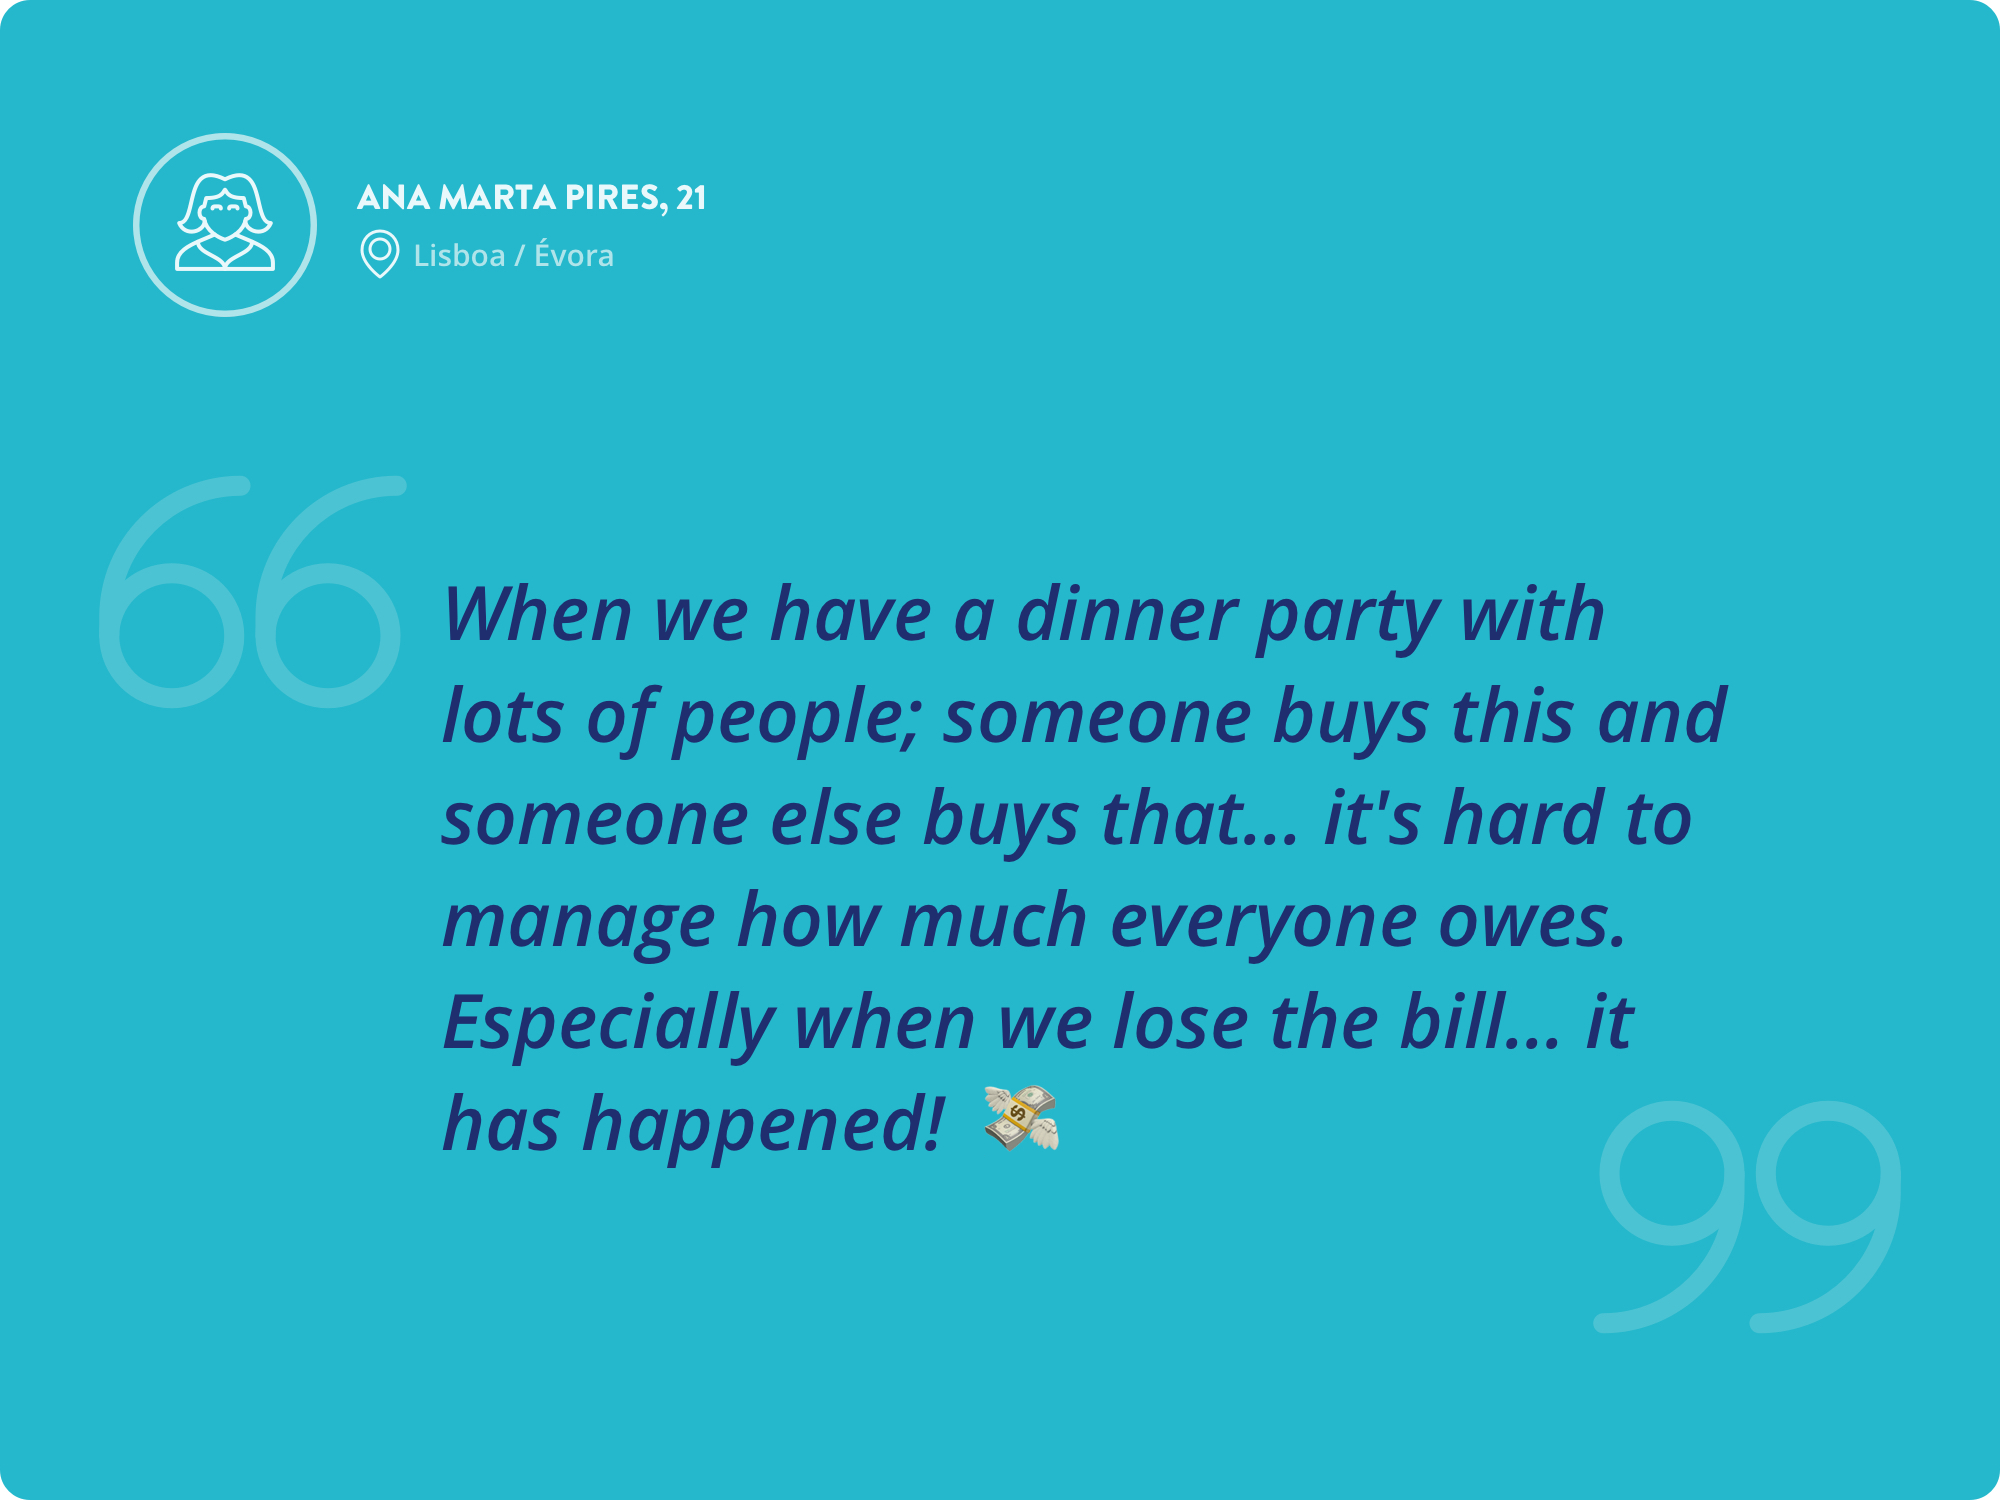 ANA MARTA PIRES, 21
Lisboa / Évora
When we have a dinner party with
lots of people; someone buys this and
someone else buys that... it's hard to
manage how much everyone owes.
Especially when we lose the bill... it
has happened! 💸